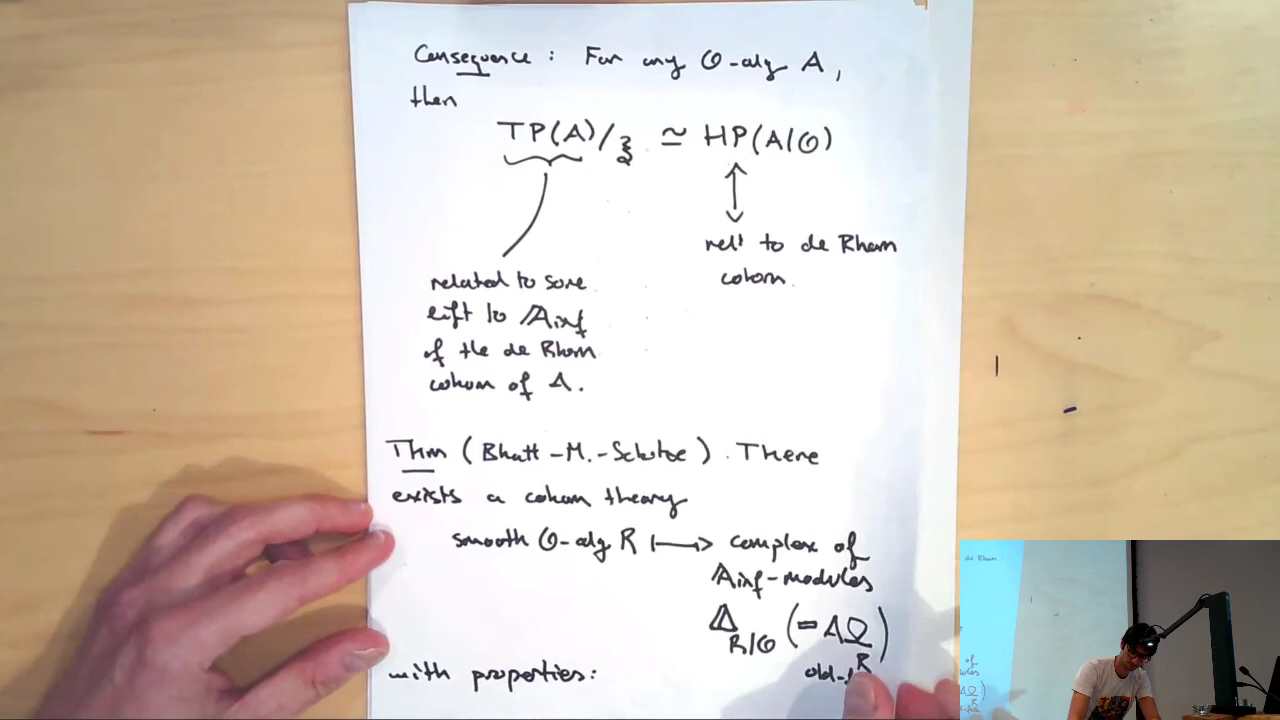 Consequence : For any O-alg A,
then
TP(A)/ξ ≃ HP(A|O)
rel^t to de Rham
cohom.
related to some
lift to 𝔸inf
of the de Rham
cohom of A.
Thm (Bhatt-M.-Scholze). There
exists a cohom theory
smooth O-alg R ⟼ complex of
𝔸inf-modules
𝚫_{R|O} (= AΩ_R)
with properties: